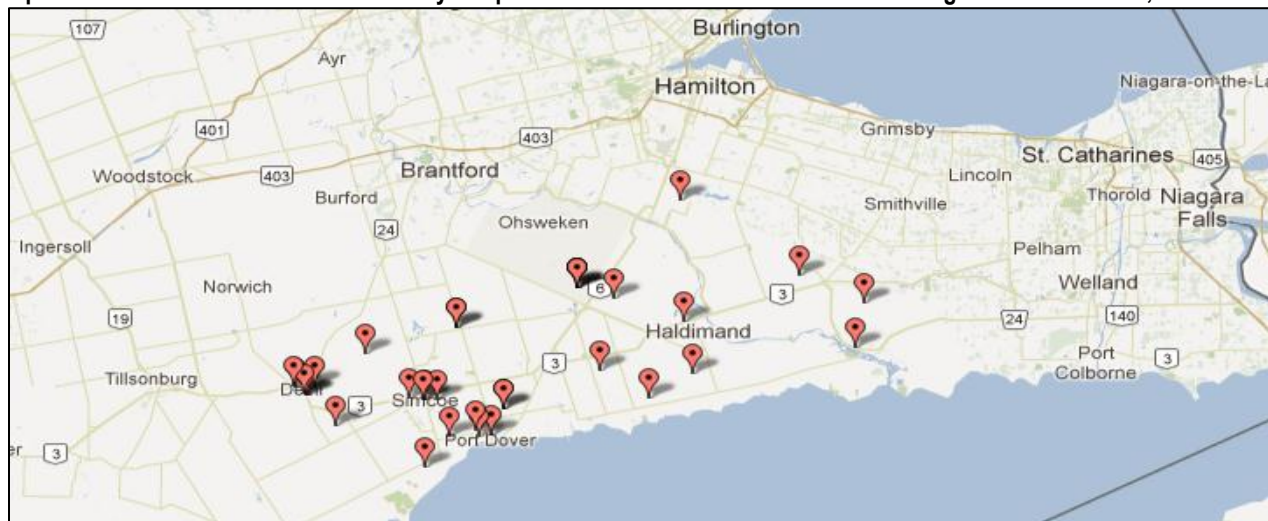 107
Burlington
Ayr
Hamilton
Niagara-on-the-La
401
403
Grimsby
St. Catharines
405
Brantford
Woodstock
403
Lincoln
Thorold
Niagara
Falls
Burford
Smithville
Ohsweken
24
Ingersoll
Pelham
Norwich
6
3
Welland
19
24
140
Haldimand
Port
Colborne
3
3
Tillsonburg
Simcoe
3
Port Dover
3